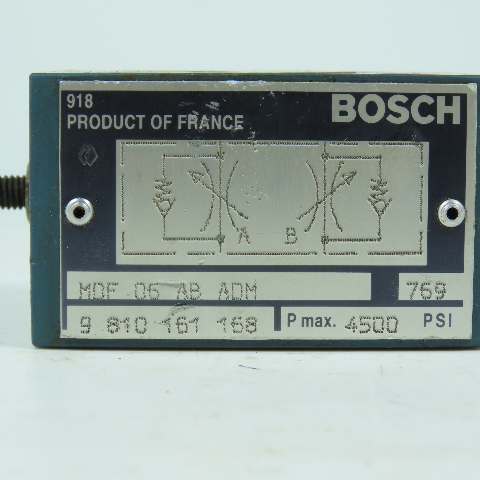 918
PRODUCT OF FRANCE
BOSCH
A B
MDF 06 AB ADM 769
9 810 161 168 P max. 4500 PSI